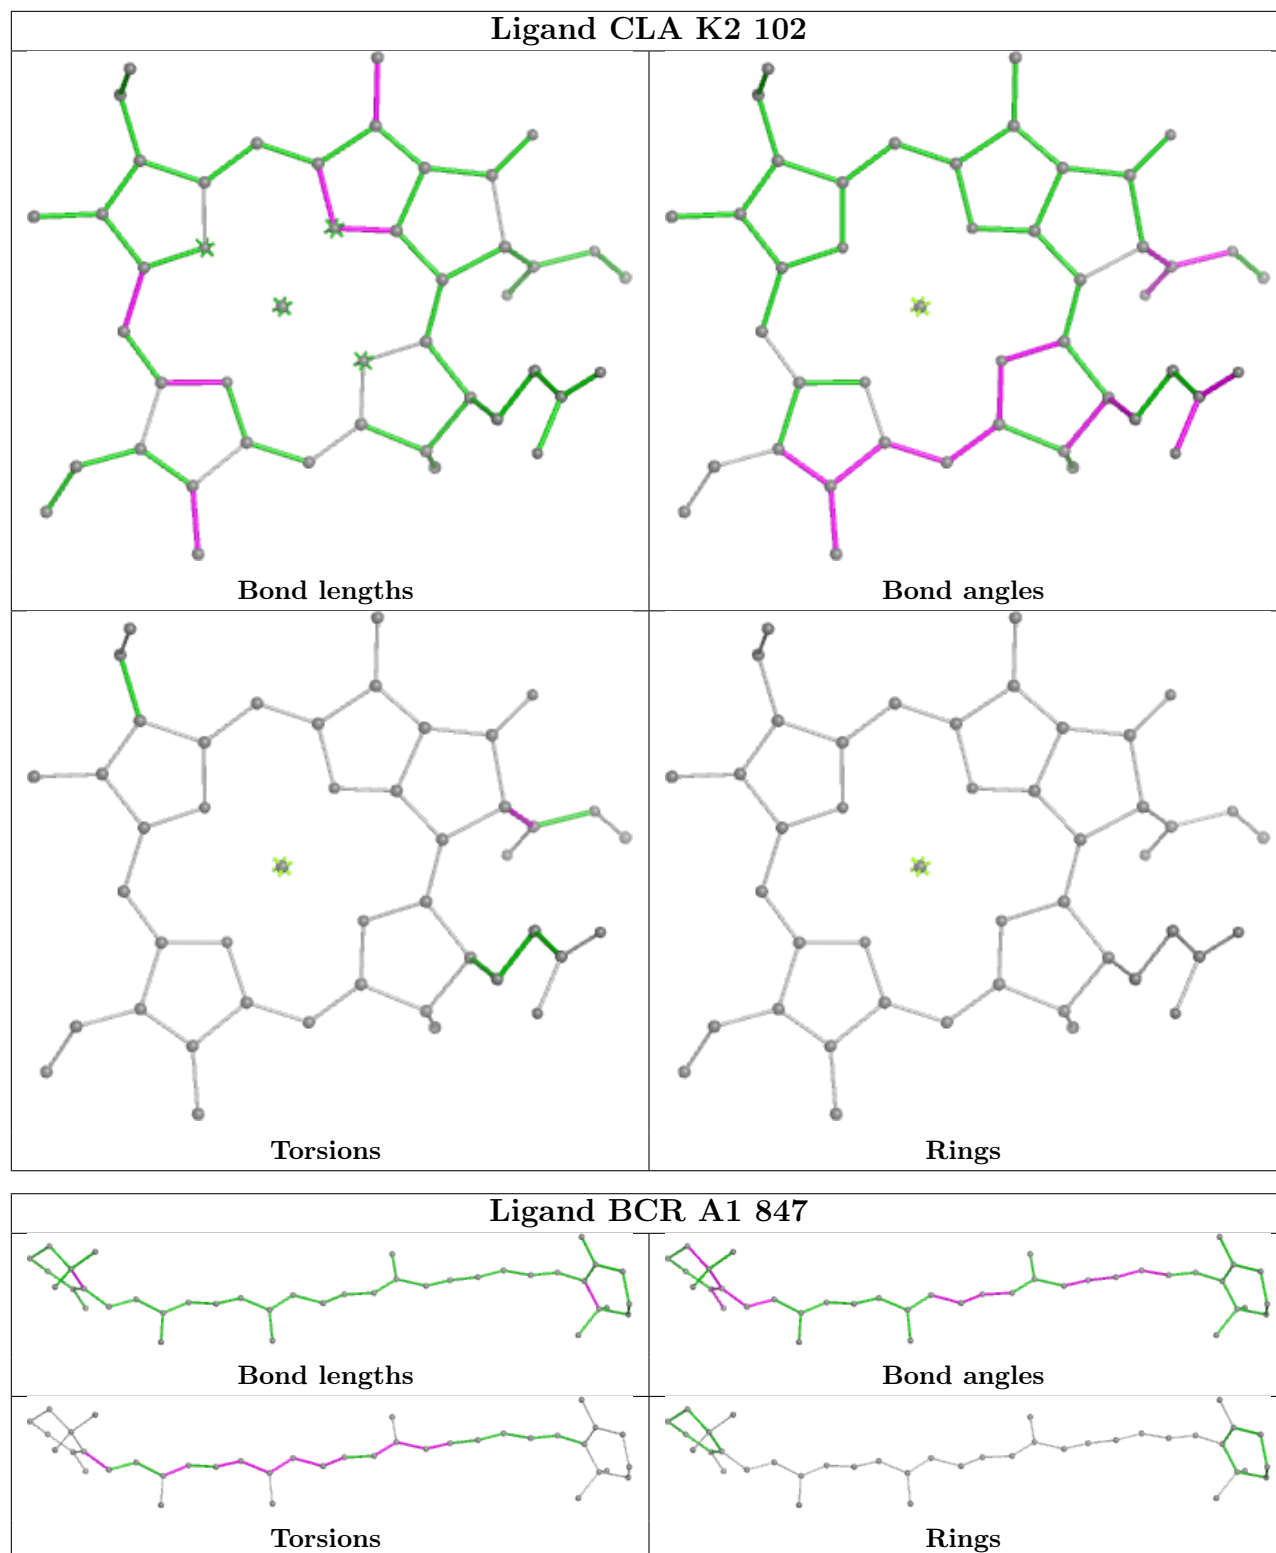 Ligand CLA K2 102
Bond lengths
Bond angles
Torsions
Rings
Ligand BCR A1 847
Bond lengths
Bond angles
Torsions
Rings